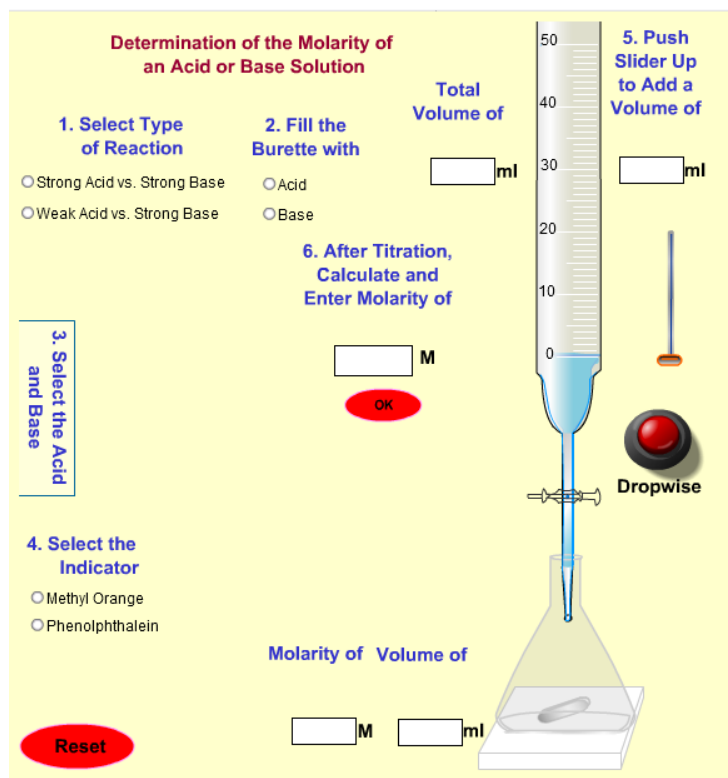 Determination of the Molarity of
an Acid or Base Solution
1. Select Type
of Reaction
Strong Acid vs. Strong Base
Weak Acid vs. Strong Base
2. Fill the
Burette with
Acid
Base
Total
Volume of
ml
50
40
30
20
10
0
5. Push
Slider Up
to Add a
Volume of
ml
6. After Titration,
Calculate and
Enter Molarity of
M
OK
3. Select the Acid
and Base
Dropwise
4. Select the
Indicator
Methyl Orange
Phenolphthalein
Molarity of Volume of
M ml
Reset